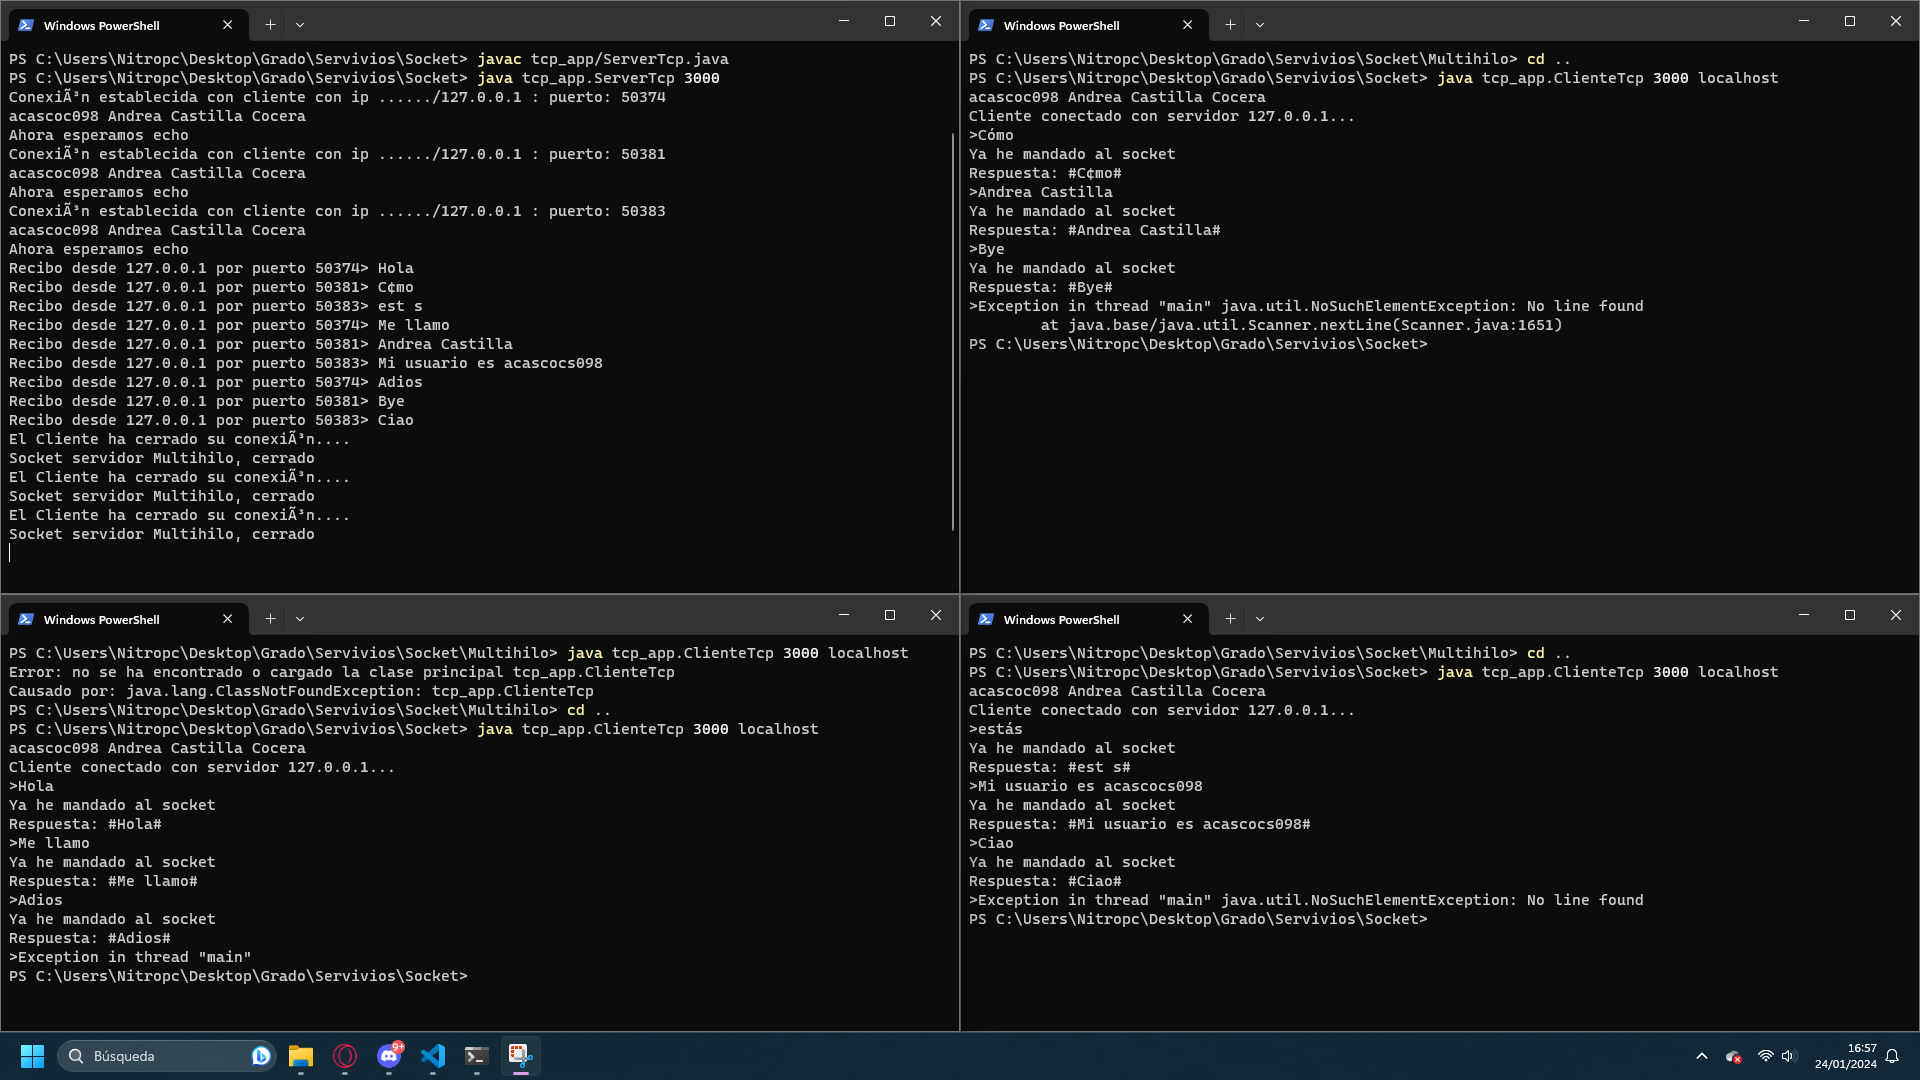 Windows PowerShell
PS C:\Users\Nitropc\Desktop\Grado\Servivios\Socket> javac tcp_app/ServerTcp.java
PS C:\Users\Nitropc\Desktop\Grado\Servivios\Socket> java tcp_app.ServerTcp 3000
ConexiÃ³n establecida con cliente con ip ....../127.0.0.1 : puerto: 50374
acascoc098 Andrea Castilla Cocera
Ahora esperamos echo
ConexiÃ³n establecida con cliente con ip ....../127.0.0.1 : puerto: 50381
acascoc098 Andrea Castilla Cocera
Ahora esperamos echo
ConexiÃ³n establecida con cliente con ip ....../127.0.0.1 : puerto: 50383
acascoc098 Andrea Castilla Cocera
Ahora esperamos echo
Recibo desde 127.0.0.1 por puerto 50374> Hola
Recibo desde 127.0.0.1 por puerto 50381> C¢mo
Recibo desde 127.0.0.1 por puerto 50383> est s
Recibo desde 127.0.0.1 por puerto 50374> Me llamo
Recibo desde 127.0.0.1 por puerto 50381> Andrea Castilla
Recibo desde 127.0.0.1 por puerto 50383> Mi usuario es acascocs098
Recibo desde 127.0.0.1 por puerto 50374> Adios
Recibo desde 127.0.0.1 por puerto 50381> Bye
Recibo desde 127.0.0.1 por puerto 50383> Ciao
El Cliente ha cerrado su conexiÃ³n....
Socket servidor Multihilo, cerrado
El Cliente ha cerrado su conexiÃ³n....
Socket servidor Multihilo, cerrado
El Cliente ha cerrado su conexiÃ³n....
Socket servidor Multihilo, cerrado
Windows PowerShell
PS C:\Users\Nitropc\Desktop\Grado\Servivios\Socket\Multihilo> cd ..
PS C:\Users\Nitropc\Desktop\Grado\Servivios\Socket> java tcp_app.ClienteTcp 3000 localhost
acascoc098 Andrea Castilla Cocera
Cliente conectado con servidor 127.0.0.1...
>Cómo
Ya he mandado al socket
Respuesta: #C¢mo#
>Andrea Castilla
Ya he mandado al socket
Respuesta: #Andrea Castilla#
>Bye
Ya he mandado al socket
Respuesta: #Bye#
>Exception in thread "main" java.util.NoSuchElementException: No line found
at java.base/java.util.Scanner.nextLine(Scanner.java:1651)
PS C:\Users\Nitropc\Desktop\Grado\Servivios\Socket>
Windows PowerShell
PS C:\Users\Nitropc\Desktop\Grado\Servivios\Socket\Multihilo> java tcp_app.ClienteTcp 3000 localhost
Error: no se ha encontrado o cargado la clase principal tcp_app.ClienteTcp
Causado por: java.lang.ClassNotFoundException: tcp_app.ClienteTcp
PS C:\Users\Nitropc\Desktop\Grado\Servivios\Socket\Multihilo> cd ..
PS C:\Users\Nitropc\Desktop\Grado\Servivios\Socket> java tcp_app.ClienteTcp 3000 localhost
acascoc098 Andrea Castilla Cocera
Cliente conectado con servidor 127.0.0.1...
>Hola
Ya he mandado al socket
Respuesta: #Hola#
>Me llamo
Ya he mandado al socket
Respuesta: #Me llamo#
>Adios
Ya he mandado al socket
Respuesta: #Adios#
>Exception in thread "main"
PS C:\Users\Nitropc\Desktop\Grado\Servivios\Socket>
Windows PowerShell
PS C:\Users\Nitropc\Desktop\Grado\Servivios\Socket\Multihilo> cd ..
PS C:\Users\Nitropc\Desktop\Grado\Servivios\Socket> java tcp_app.ClienteTcp 3000 localhost
acascoc098 Andrea Castilla Cocera
Cliente conectado con servidor 127.0.0.1...
>estás
Ya he mandado al socket
Respuesta: #est s#
>Mi usuario es acascocs098
Ya he mandado al socket
Respuesta: #Mi usuario es acascocs098#
>Ciao
Ya he mandado al socket
Respuesta: #Ciao#
>Exception in thread "main" java.util.NoSuchElementException: No line found
PS C:\Users\Nitropc\Desktop\Grado\Servivios\Socket>
Búsqueda
9+
16:57
24/01/2024